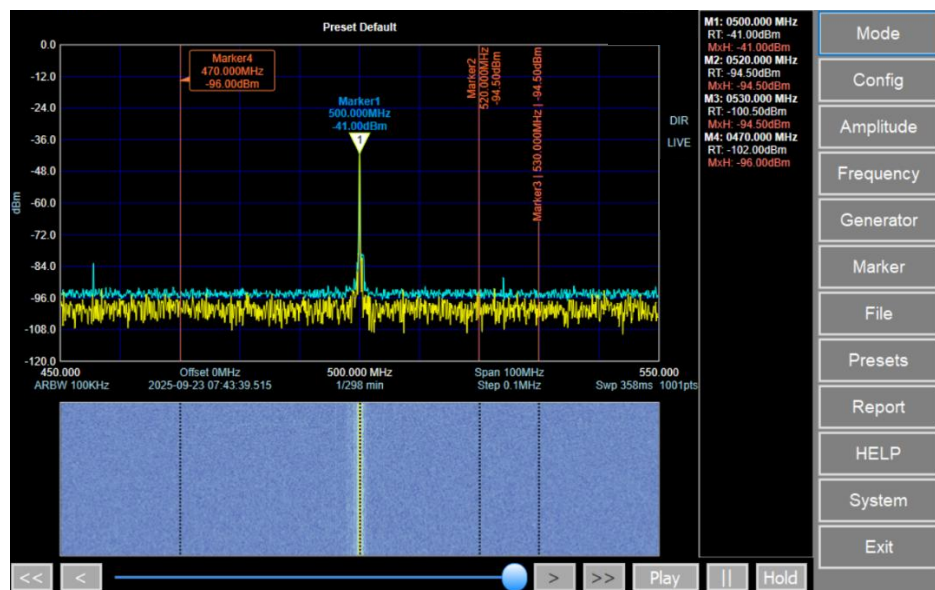 Preset Default
0.0
-12.0
-24.0
-36.0
-48.0
-60.0
-72.0
-84.0
-96.0
-108.0
-120.0
dBm
Marker4
470.000MHz
-96.00dBm
Marker1
500.000MHz
-41.00dBm
1
Marker2
520.000MHz
-94.50dBm
Marker3 | 530.000MHz | -94.50dBm
DIR
LIVE
450.000
Offset 0MHz
500.000 MHz
Span 100MHz
550.000
ARBW 100KHz
2025-09-23 07:43:39.515
1/298 min
Step 0.1MHz
Swp 358ms 1001pts
M1: 0500.000 MHz
RT: -41.00dBm
MxH: -41.00dBm
M2: 0520.000 MHz
RT: -94.50dBm
MxH: -94.50dBm
M3: 0530.000 MHz
RT: -100.50dBm
MxH: -94.50dBm
M4: 0470.000 MHz
RT: -102.00dBm
MxH: -96.00dBm
Mode
Config
Amplitude
Frequency
Generator
Marker
File
Presets
Report
HELP
System
Exit
<<
<
>
>>
Play
||
Hold